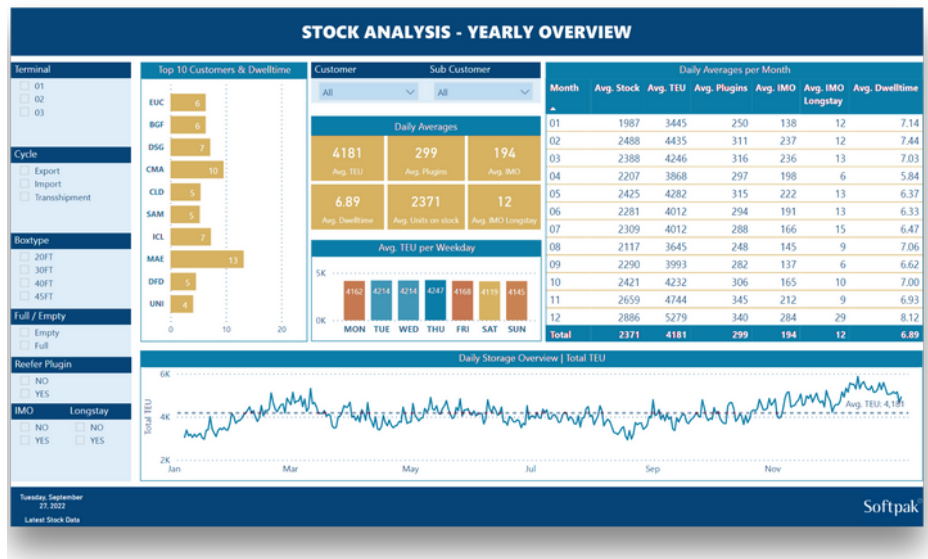 STOCK ANALYSIS - YEARLY OVERVIEW
Terminal
01
02
03
Cycle
Export
Import
Transshipment
Boxtype
20FT
30FT
40FT
45FT
Full / Empty
Empty
Full
Reefer Plugin
NO
YES
IMO Longstay
NO NO
YES YES
Top 10 Customers & Dwelltime
EUC 6
BGF 6
DSG 7
CMA 10
CLD 5
SAM 5
ICL 7
MAE 13
DFD 5
UNI 4
0 10 20
Customer Sub Customer
All All
Daily Averages
4181 299 194
Avg. TEU Avg. Plugins Avg. IMO
6.89 2371 12
Avg. Dwelltime Avg. Units on stock Avg. IMO Longstay
Avg. TEU per Weekday
5K
4162 4214 4214 4247 4168 4119 4145
0K
MON TUE WED THU FRI SAT SUN
Daily Averages per Month
Month Avg. Stock Avg. TEU Avg. Plugins Avg. IMO Avg. IMO Longstay Avg. Dwelltime
01 1987 3445 250 138 12 7.14
02 2488 4435 311 237 12 7.44
03 2388 4246 316 236 13 7.03
04 2207 3868 297 198 6 5.84
05 2425 4282 315 222 13 6.37
06 2281 4012 294 191 13 6.33
07 2309 4012 288 166 15 6.47
08 2117 3645 248 145 9 7.06
09 2290 3993 282 137 6 6.62
10 2421 4232 306 165 10 7.00
11 2659 4744 345 212 9 6.93
12 2886 5279 340 284 29 8.12
Total 2371 4181 299 194 12 6.89
Daily Storage Overview | Total TEU
Total TEU
6K
4K
2K
Avg. TEU: 4,181
Jan Mar May Jul Sep Nov
Tuesday, September
27, 2022
Latest Stock Data
Softpak